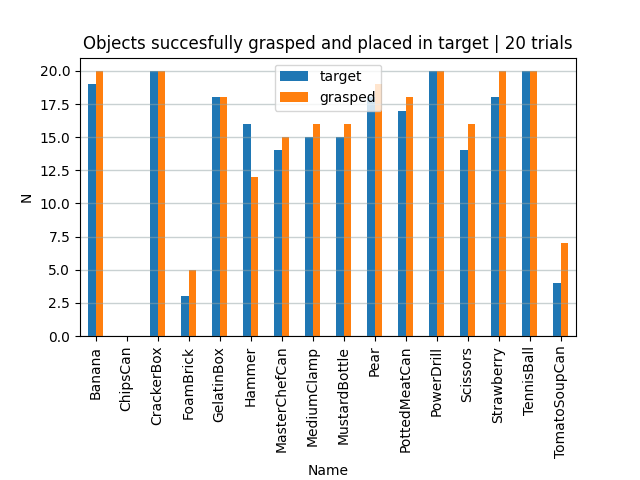 Objects succesfully grasped and placed in target | 20 trials
target
grasped
20.0
17.5
15.0
12.5
10.0
7.5
5.0
2.5
0.0
N
Banana
ChipsCan
CrackerBox
FoamBrick
GelatinBox
Hammer
MasterChefCan
MediumClamp
MustardBottle
Pear
PottedMeatCan
PowerDrill
Scissors
Strawberry
TennisBall
TomatoSoupCan
Name